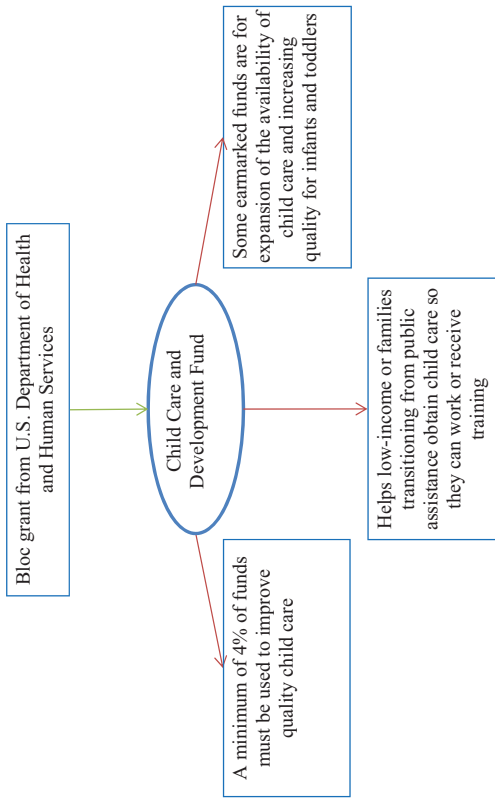 Bloc grant from U.S. Department of Health
and Human Services
Child Care and
Development Fund
A minimum of 4% of funds
must be used to improve
quality child care
Helps low-income or families
transitioning from public
assistance obtain child care so
they can work or receive
training
Some earmarked funds are for
expansion of the availability of
child care and increasing
quality for infants and toddlers